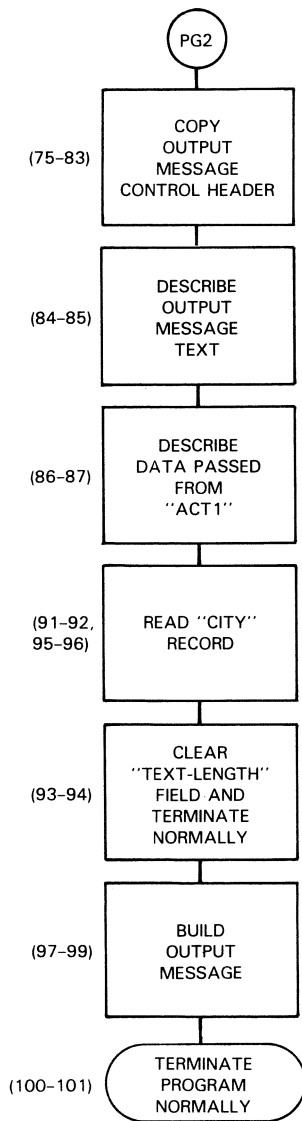 PG2
(75–83)
COPY
OUTPUT
MESSAGE
CONTROL HEADER
(84–85)
DESCRIBE
OUTPUT
MESSAGE
TEXT
(86–87)
DESCRIBE
DATA PASSED
FROM
''ACT1''
(91–92,
95–96)
READ ''CITY''
RECORD
(93–94)
CLEAR
''TEXT-LENGTH''
FIELD AND
TERMINATE
NORMALLY
(97–99)
BUILD
OUTPUT
MESSAGE
(100–101)
TERMINATE
PROGRAM
NORMALLY